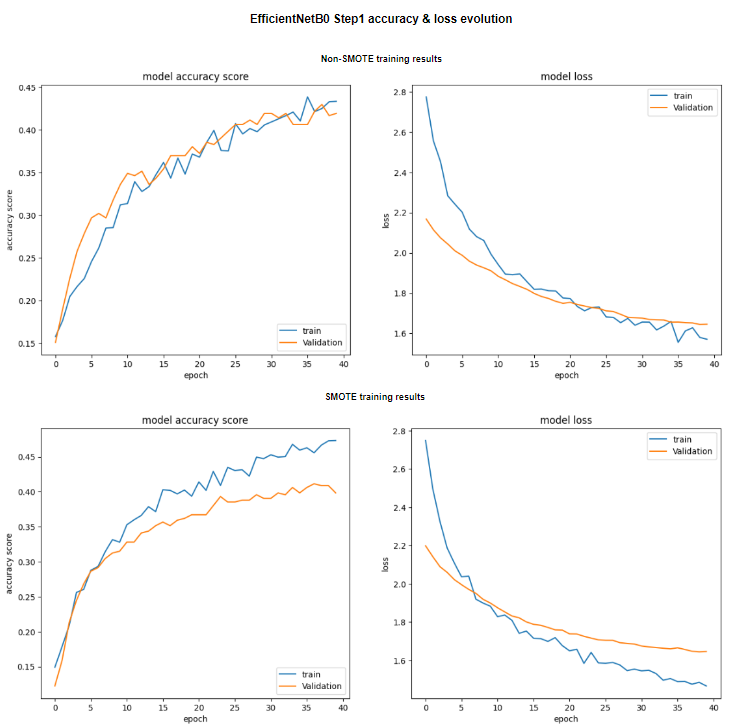 EfficientNetB0 Step1 accuracy & loss evolution
Non-SMOTE training results
model accuracy score
0.45
0.40
0.35
0.30
0.25
0.20
0.15
accuracy score
0 5 10 15 20 25 30 35 40
epoch
train
Validation
model loss
2.8
2.6
2.4
2.2
2.0
1.8
1.6
loss
0 5 10 15 20 25 30 35 40
epoch
train
Validation
SMOTE training results
model accuracy score
0.45
0.40
0.35
0.30
0.25
0.20
0.15
accuracy score
0 5 10 15 20 25 30 35 40
epoch
train
Validation
model loss
2.8
2.6
2.4
2.2
2.0
1.8
1.6
loss
0 5 10 15 20 25 30 35 40
epoch
train
Validation